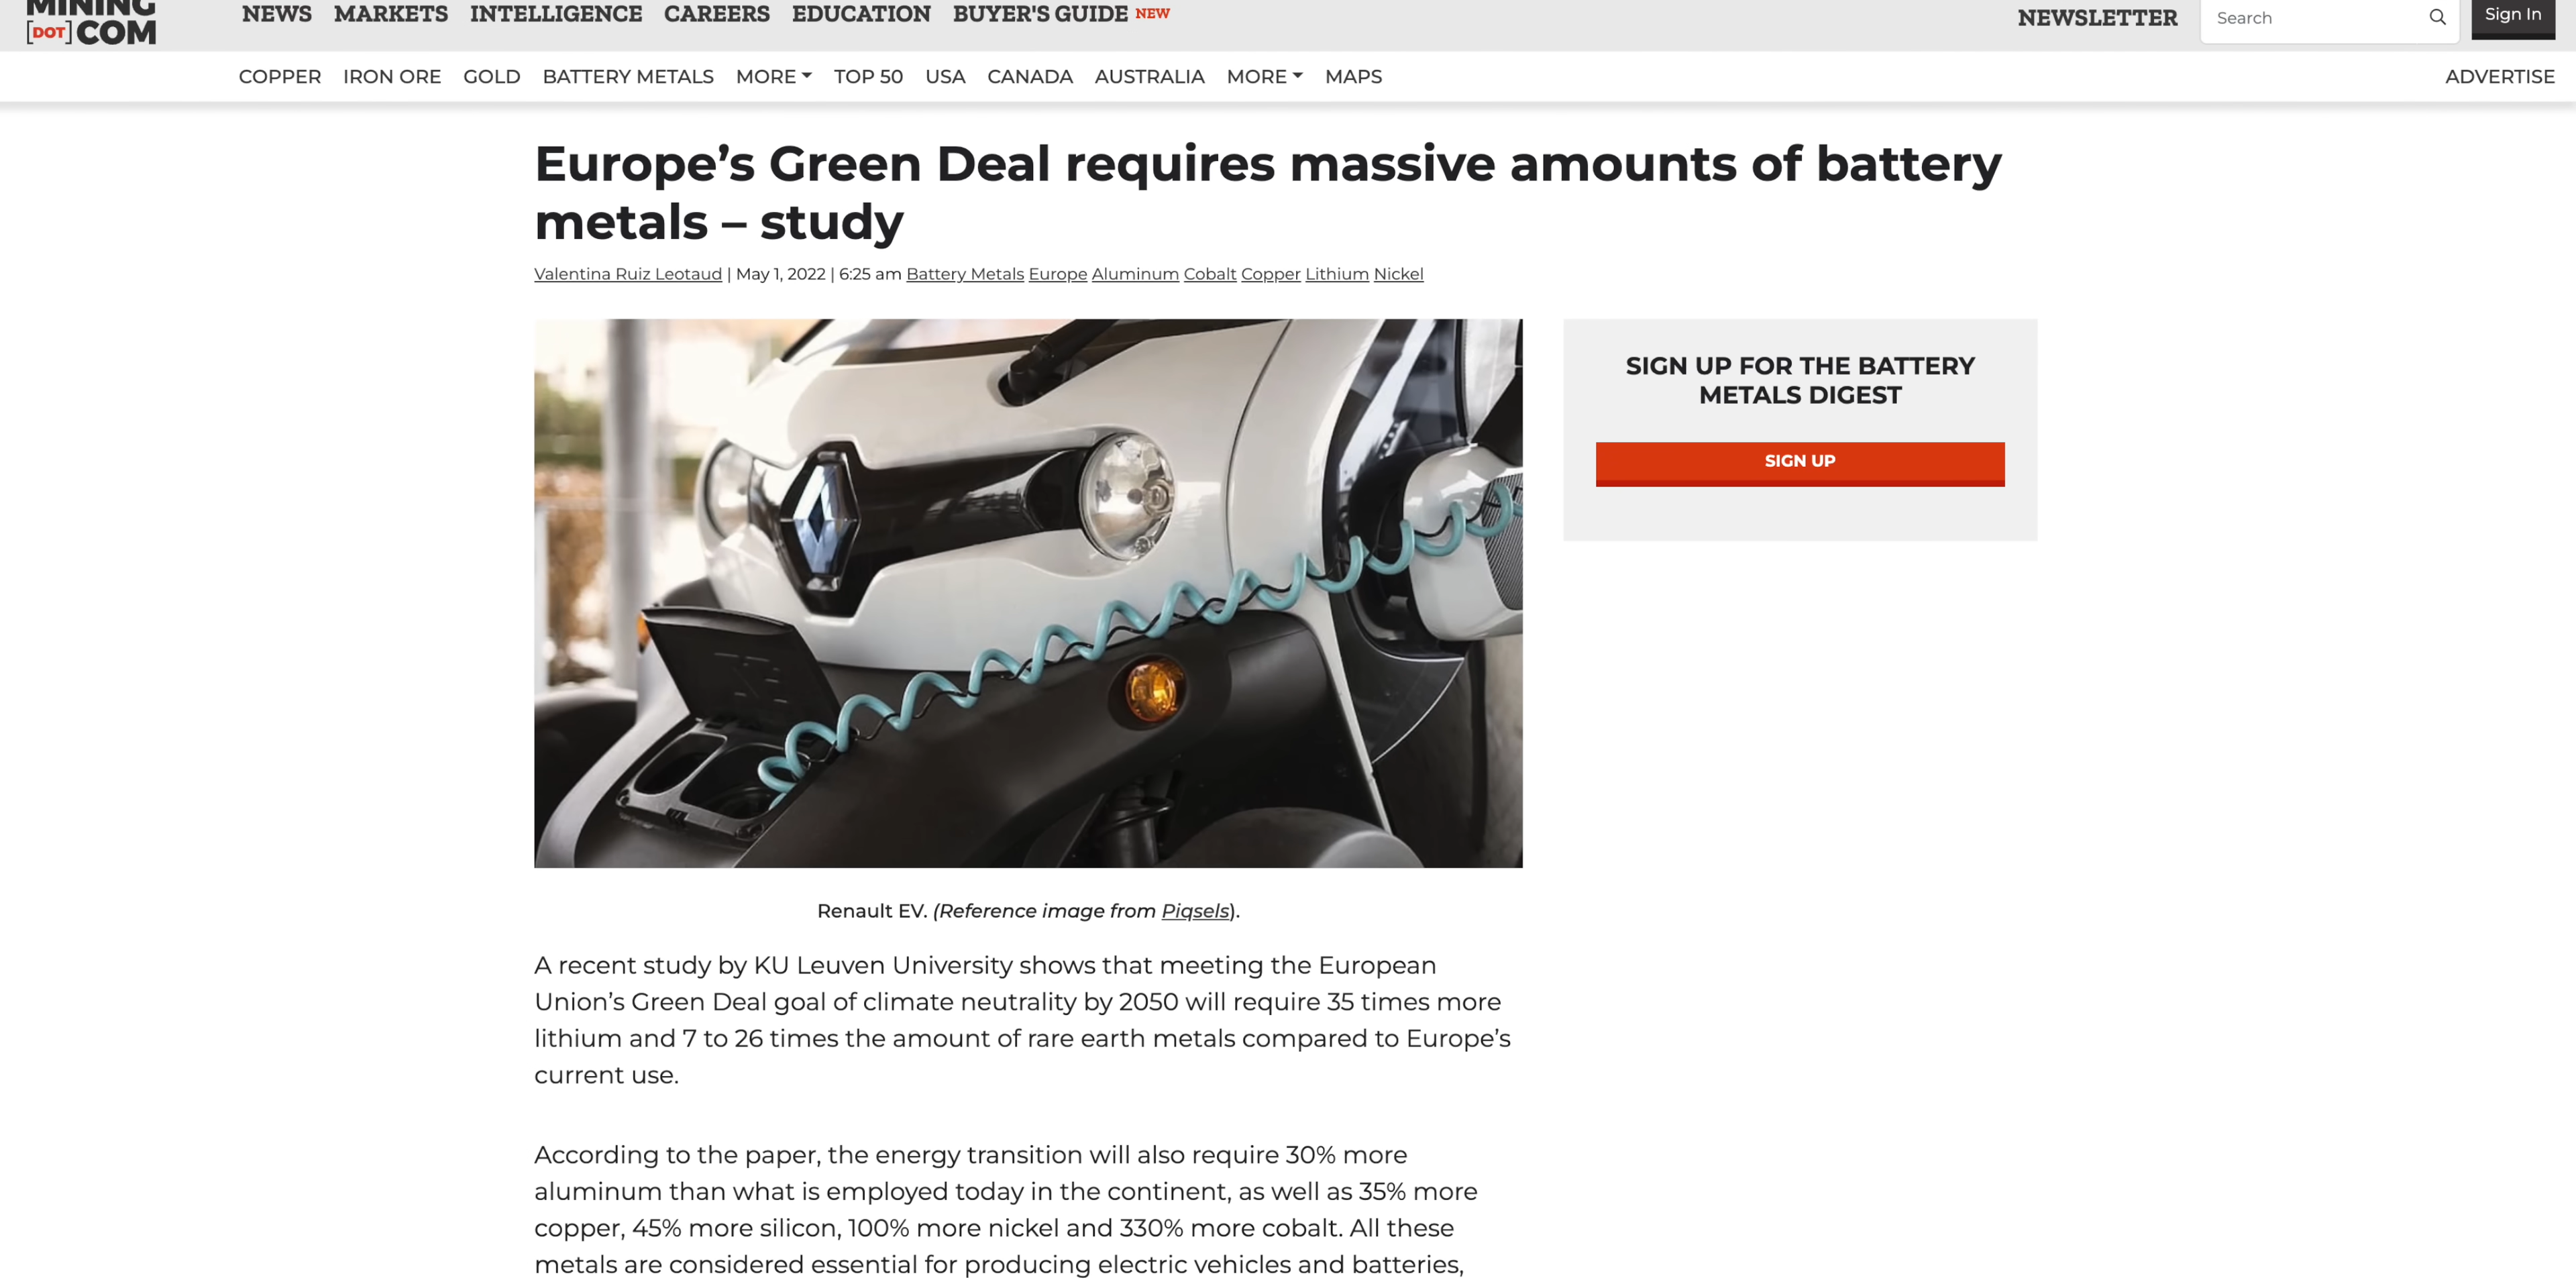 MINING
[DOT] COM
NEWS MARKETS INTELLIGENCE CAREERS EDUCATION BUYER'S GUIDE NEW
NEWSLETTER
Search
Sign In
COPPER IRON ORE GOLD BATTERY METALS MORE TOP 50 USA CANADA AUSTRALIA MORE MAPS
ADVERTISE
Europe’s Green Deal requires massive amounts of battery
metals – study
Valentina Ruiz Leotaud | May 1, 2022 | 6:25 am Battery Metals Europe Aluminum Cobalt Copper Lithium Nickel
SIGN UP FOR THE BATTERY
METALS DIGEST
SIGN UP
Renault EV. (Reference image from Piqsels).
A recent study by KU Leuven University shows that meeting the European
Union’s Green Deal goal of climate neutrality by 2050 will require 35 times more
lithium and 7 to 26 times the amount of rare earth metals compared to Europe’s
current use.
According to the paper, the energy transition will also require 30% more
aluminum than what is employed today in the continent, as well as 35% more
copper, 45% more silicon, 100% more nickel and 330% more cobalt. All these
metals are considered essential for producing electric vehicles and batteries,